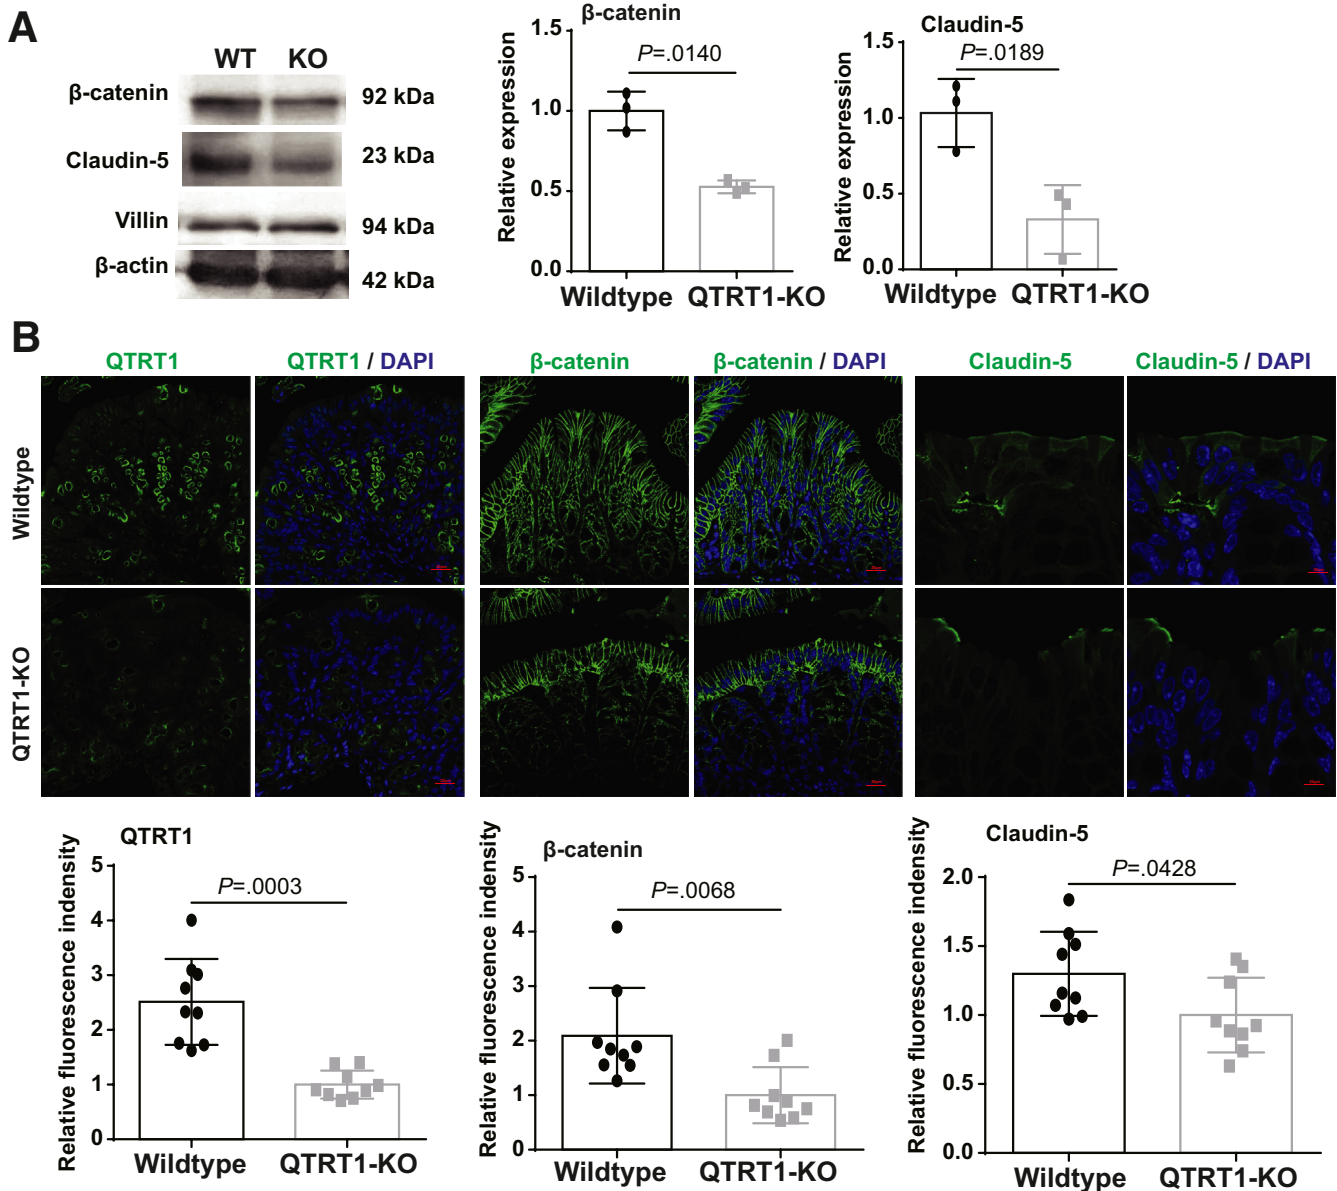 A
WT KO
β-catenin 92 kDa
Claudin-5 23 kDa
Villin 94 kDa
β-actin 42 kDa
β-catenin
Relative expression
1.5
1.0
0.5
0.0
P=.0140
Wildtype QTRT1-KO
Claudin-5
Relative expression
1.5
1.0
0.5
0.0
P=.0189
Wildtype QTRT1-KO
B
QTRT1 QTRT1 / DAPI β-catenin β-catenin / DAPI Claudin-5 Claudin-5 / DAPI
Wildtype
QTRT1-KO
QTRT1
Relative fluorescence indensity
5
4
3
2
1
0
P=.0003
Wildtype QTRT1-KO
β-catenin
Relative fluorescence indensity
5
4
3
2
1
0
P=.0068
Wildtype QTRT1-KO
Claudin-5
Relative fluorescence indensity
2.0
1.5
1.0
0.5
0.0
P=.0428
Wildtype QTRT1-KO